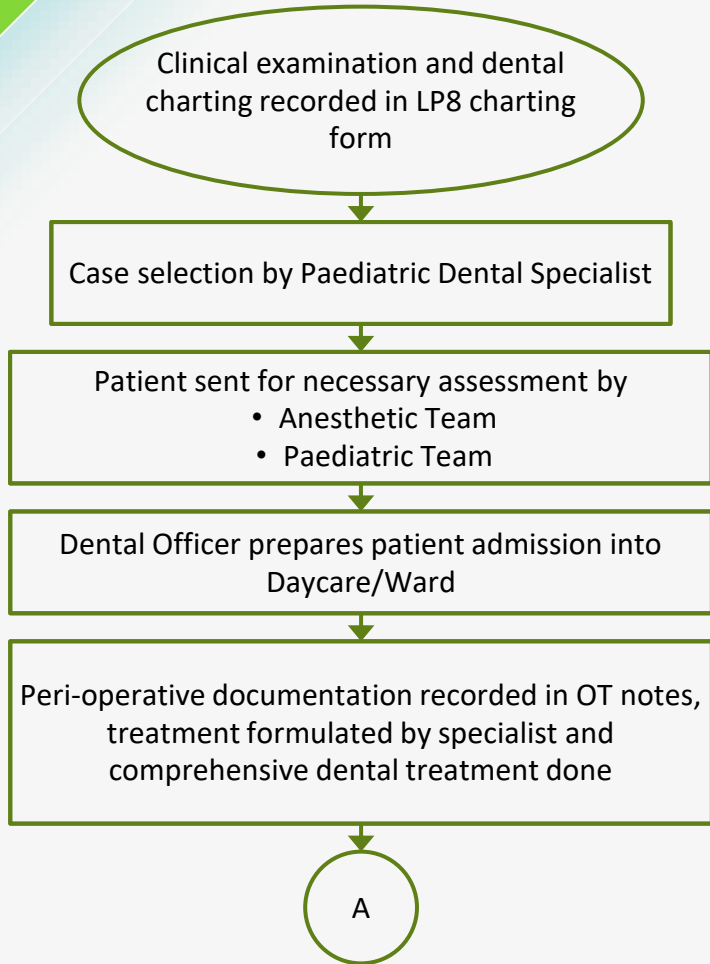 Clinical examination and dental
charting recorded in LP8 charting
form
Case selection by Paediatric Dental Specialist
Patient sent for necessary assessment by
• Anesthetic Team
• Paediatric Team
Dental Officer prepares patient admission into
Daycare/Ward
Peri-operative documentation recorded in OT notes,
treatment formulated by specialist and
comprehensive dental treatment done
A